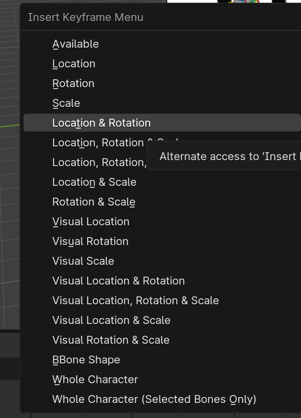 Insert Keyframe Menu
Available
Location
Rotation
Scale
Location & Rotation
Location, Rotation &
Alternate access to 'Insert
Location, Rotation,
Location & Scale
Rotation & Scale
Visual Location
Visual Rotation
Visual Scale
Visual Location & Rotation
Visual Location, Rotation & Scale
Visual Location & Scale
Visual Rotation & Scale
BBone Shape
Whole Character
Whole Character (Selected Bones Only)